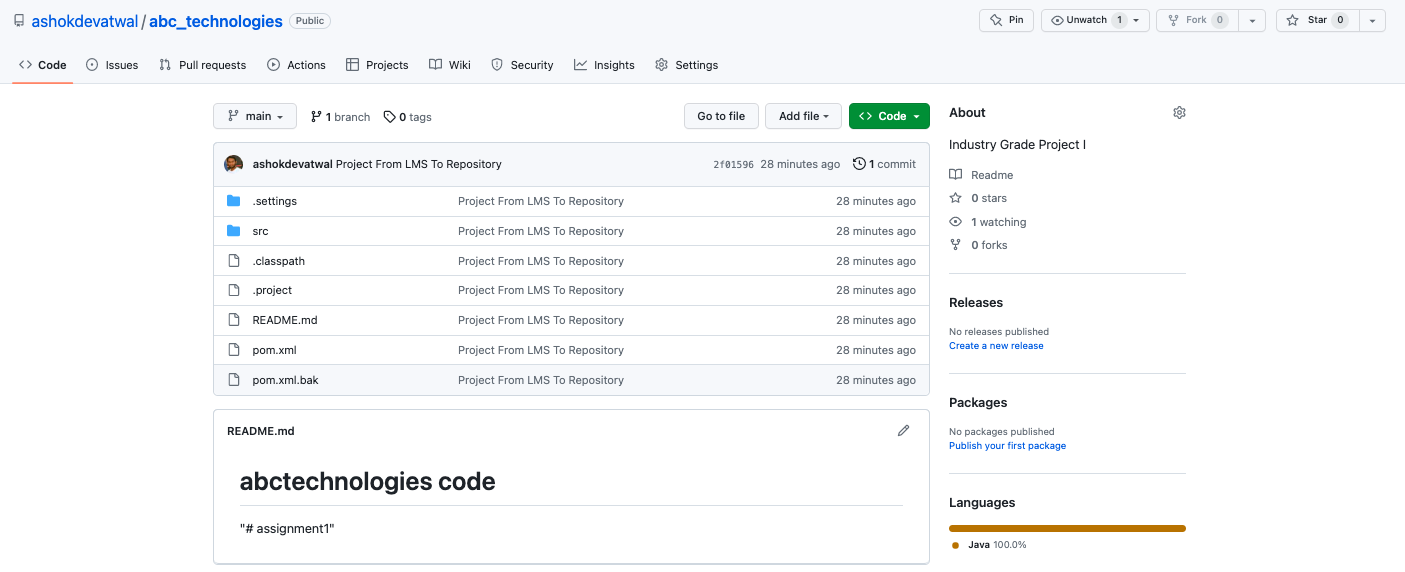 ashokdevatwal / abc_technologies Public
Pin Unwatch 1 Fork 0 Star 0
Code Issues Pull requests Actions Projects Wiki Security Insights Settings
main 1 branch 0 tags Go to file Add file Code
ashokdevatwal Project From LMS To Repository 2f01596 28 minutes ago 1 commit
.settings Project From LMS To Repository 28 minutes ago
src Project From LMS To Repository 28 minutes ago
.classpath Project From LMS To Repository 28 minutes ago
.project Project From LMS To Repository 28 minutes ago
README.md Project From LMS To Repository 28 minutes ago
pom.xml Project From LMS To Repository 28 minutes ago
pom.xml.bak Project From LMS To Repository 28 minutes ago
README.md
abctechnologies code
"# assignment1"
About
Industry Grade Project I
Readme
0 stars
1 watching
0 forks
Releases
No releases published
Create a new release
Packages
No packages published
Publish your first package
Languages
Java 100.0%